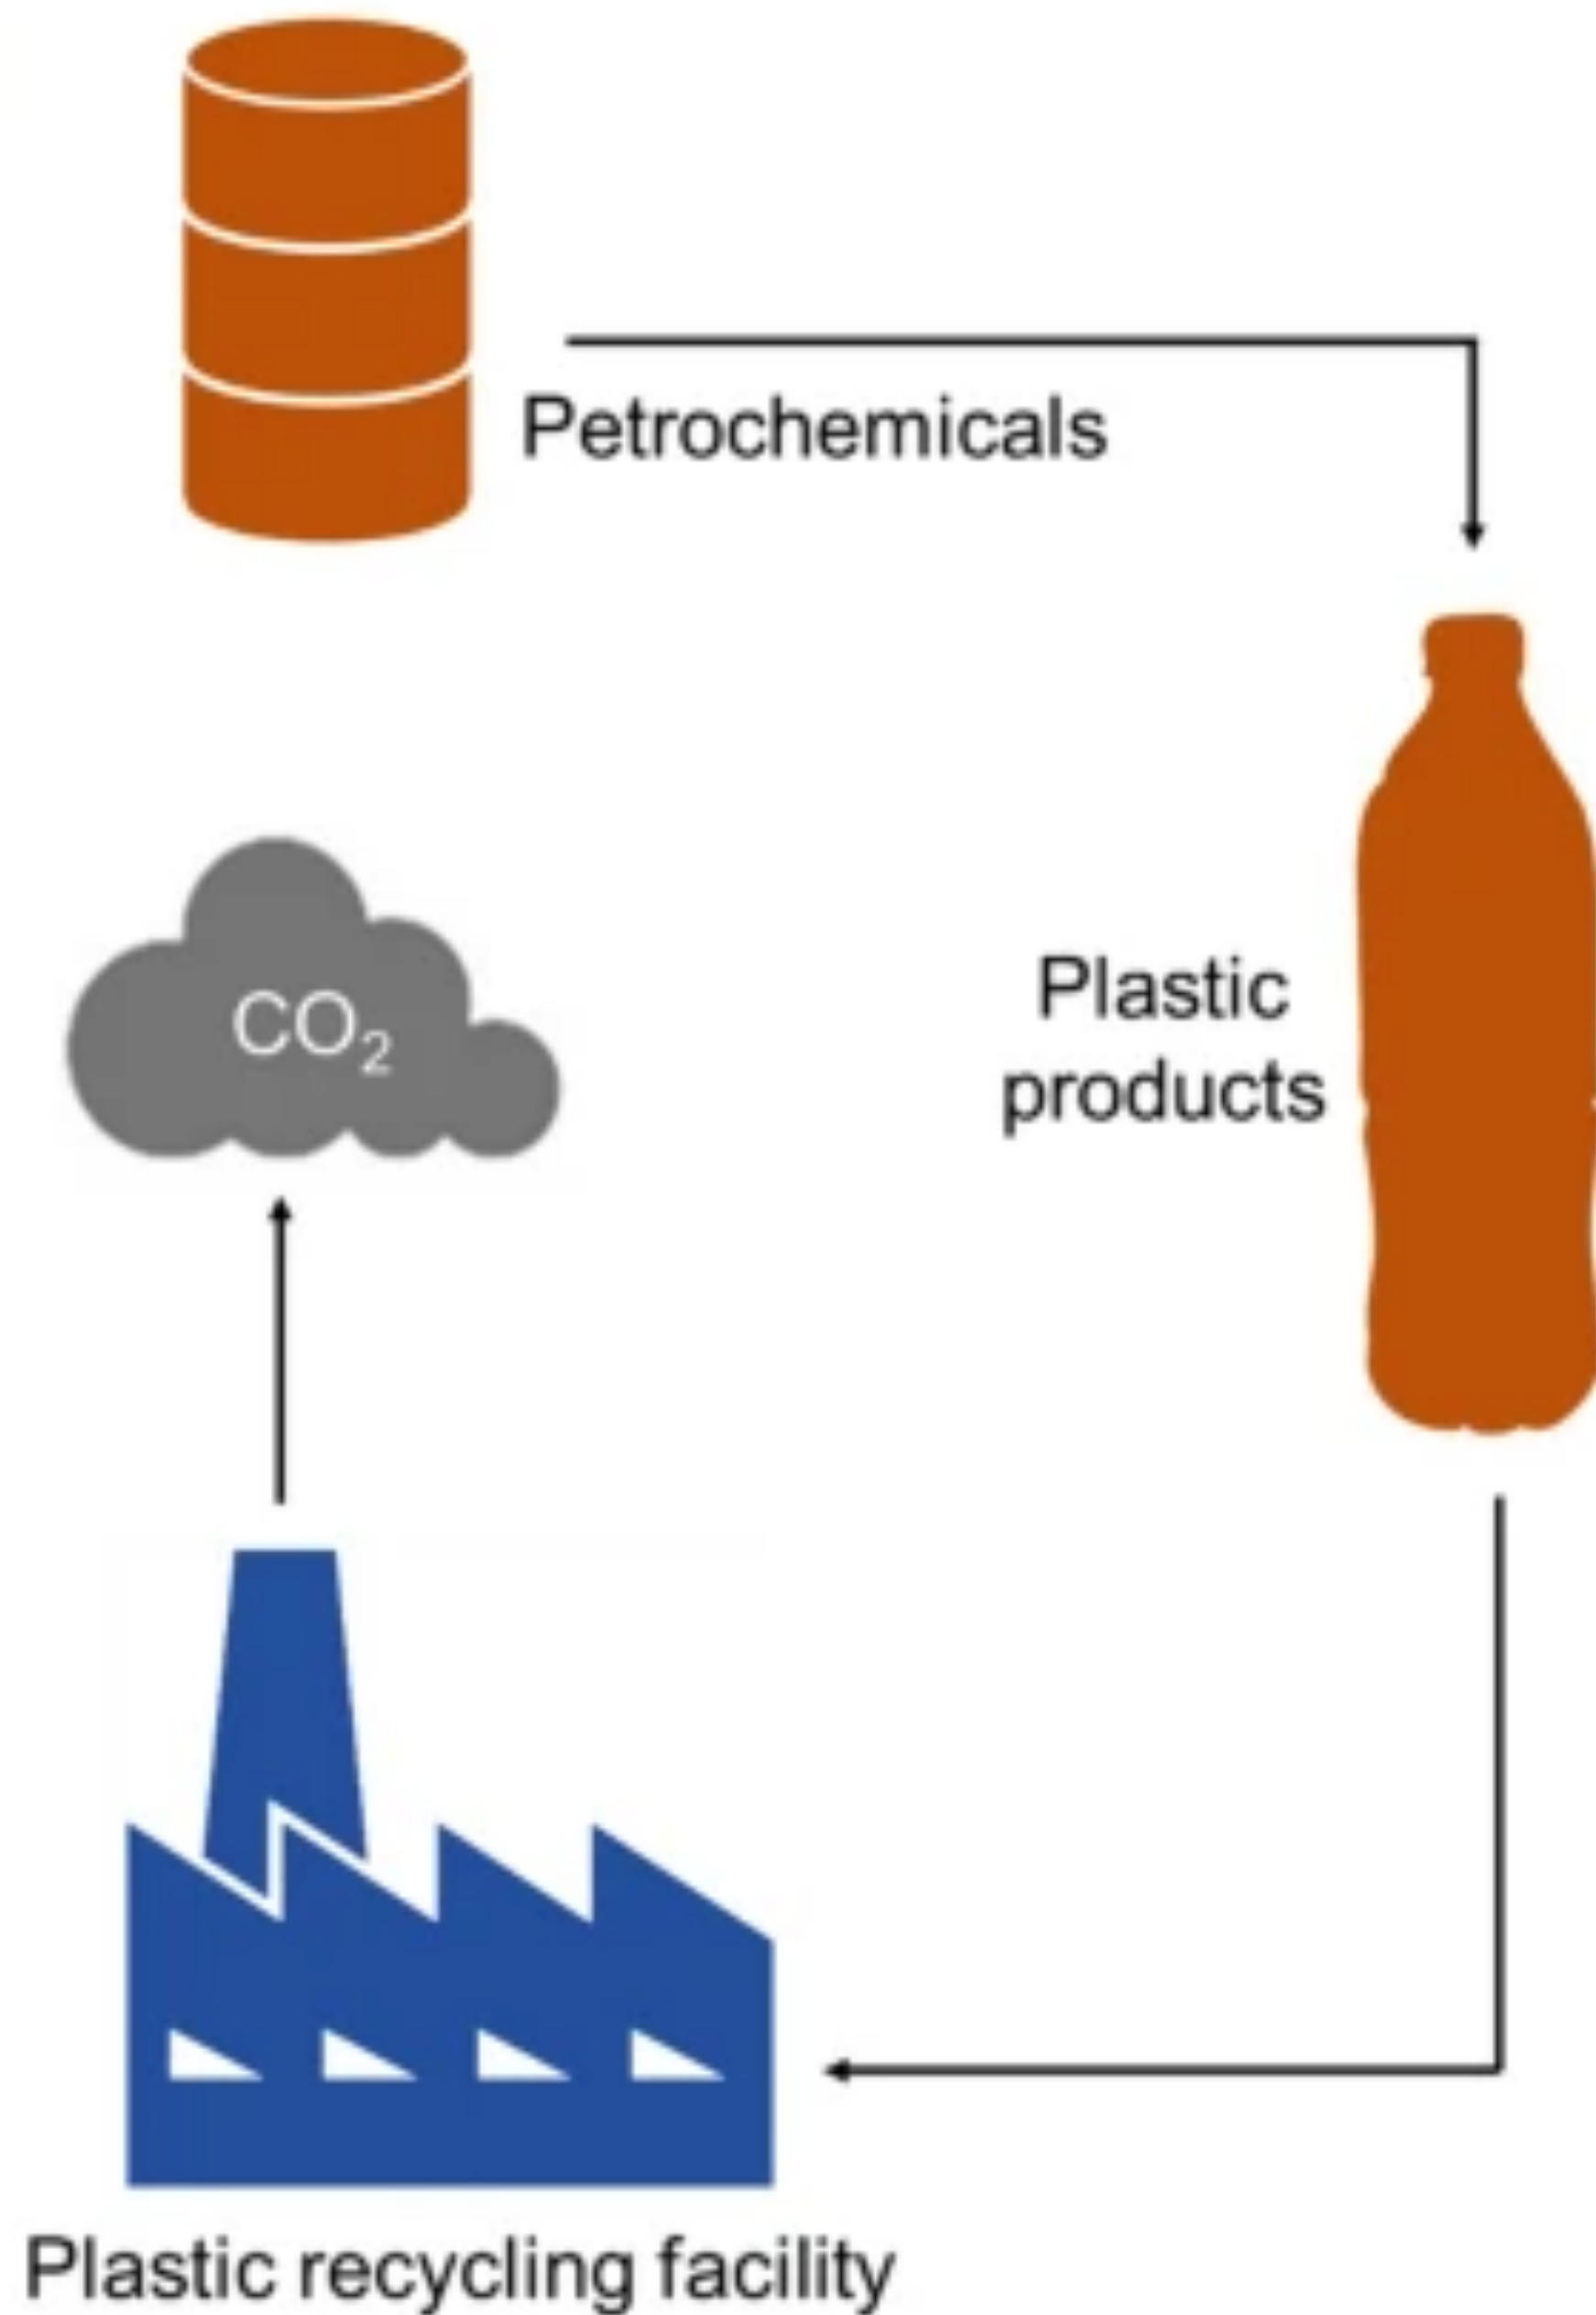 Petrochemicals
CO₂
Plastic
products
Plastic recycling facility